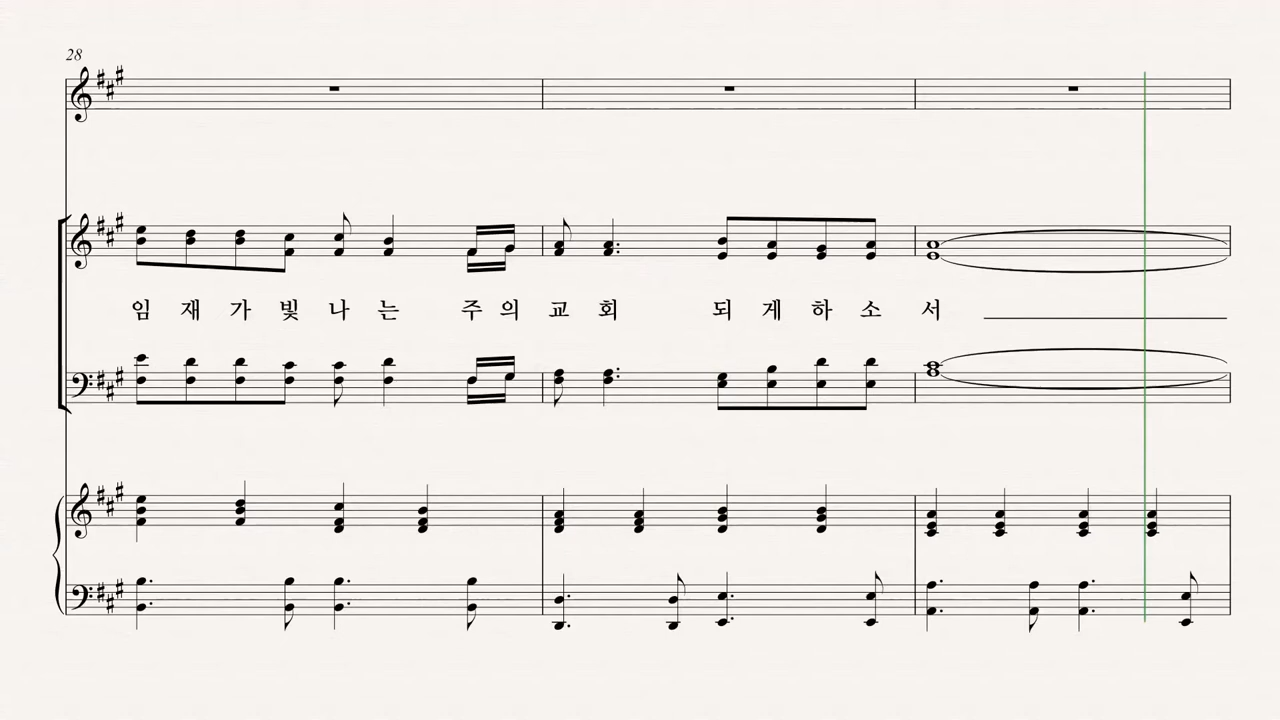 28
임 재 가 빛 나 는 주 의 교 회 되 게 하 소 서